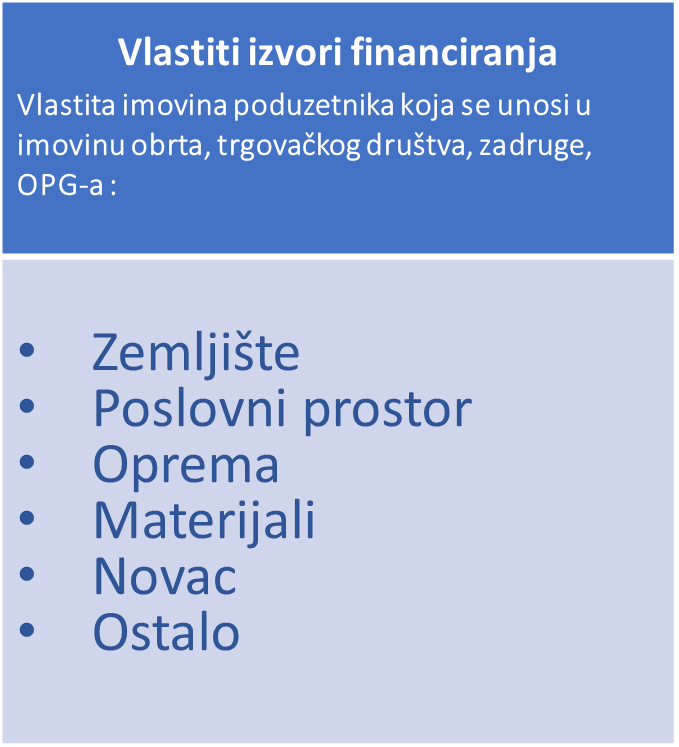 Vlastiti izvori financiranja
Vlastita imovina poduzetnika koja se unosi u
imovinu obrta, trgovačkog društva, zadruge,
OPG-a :
• Zemljište
• Poslovni prostor
• Oprema
• Materijali
• Novac
• Ostalo